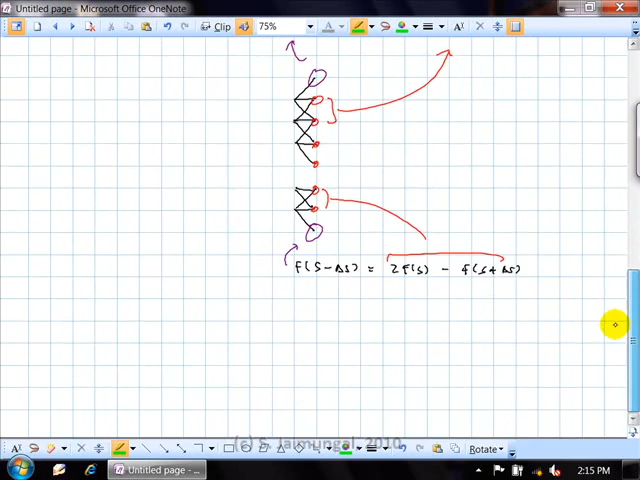 Untitled page - Microsoft Office OneNote
Clip 75%
F(S-ΔS) = 2F(S) - F(S+ΔS)
(c) S. Jaimungal, 2010
Rotate
Untitled page - ...
2:15 PM